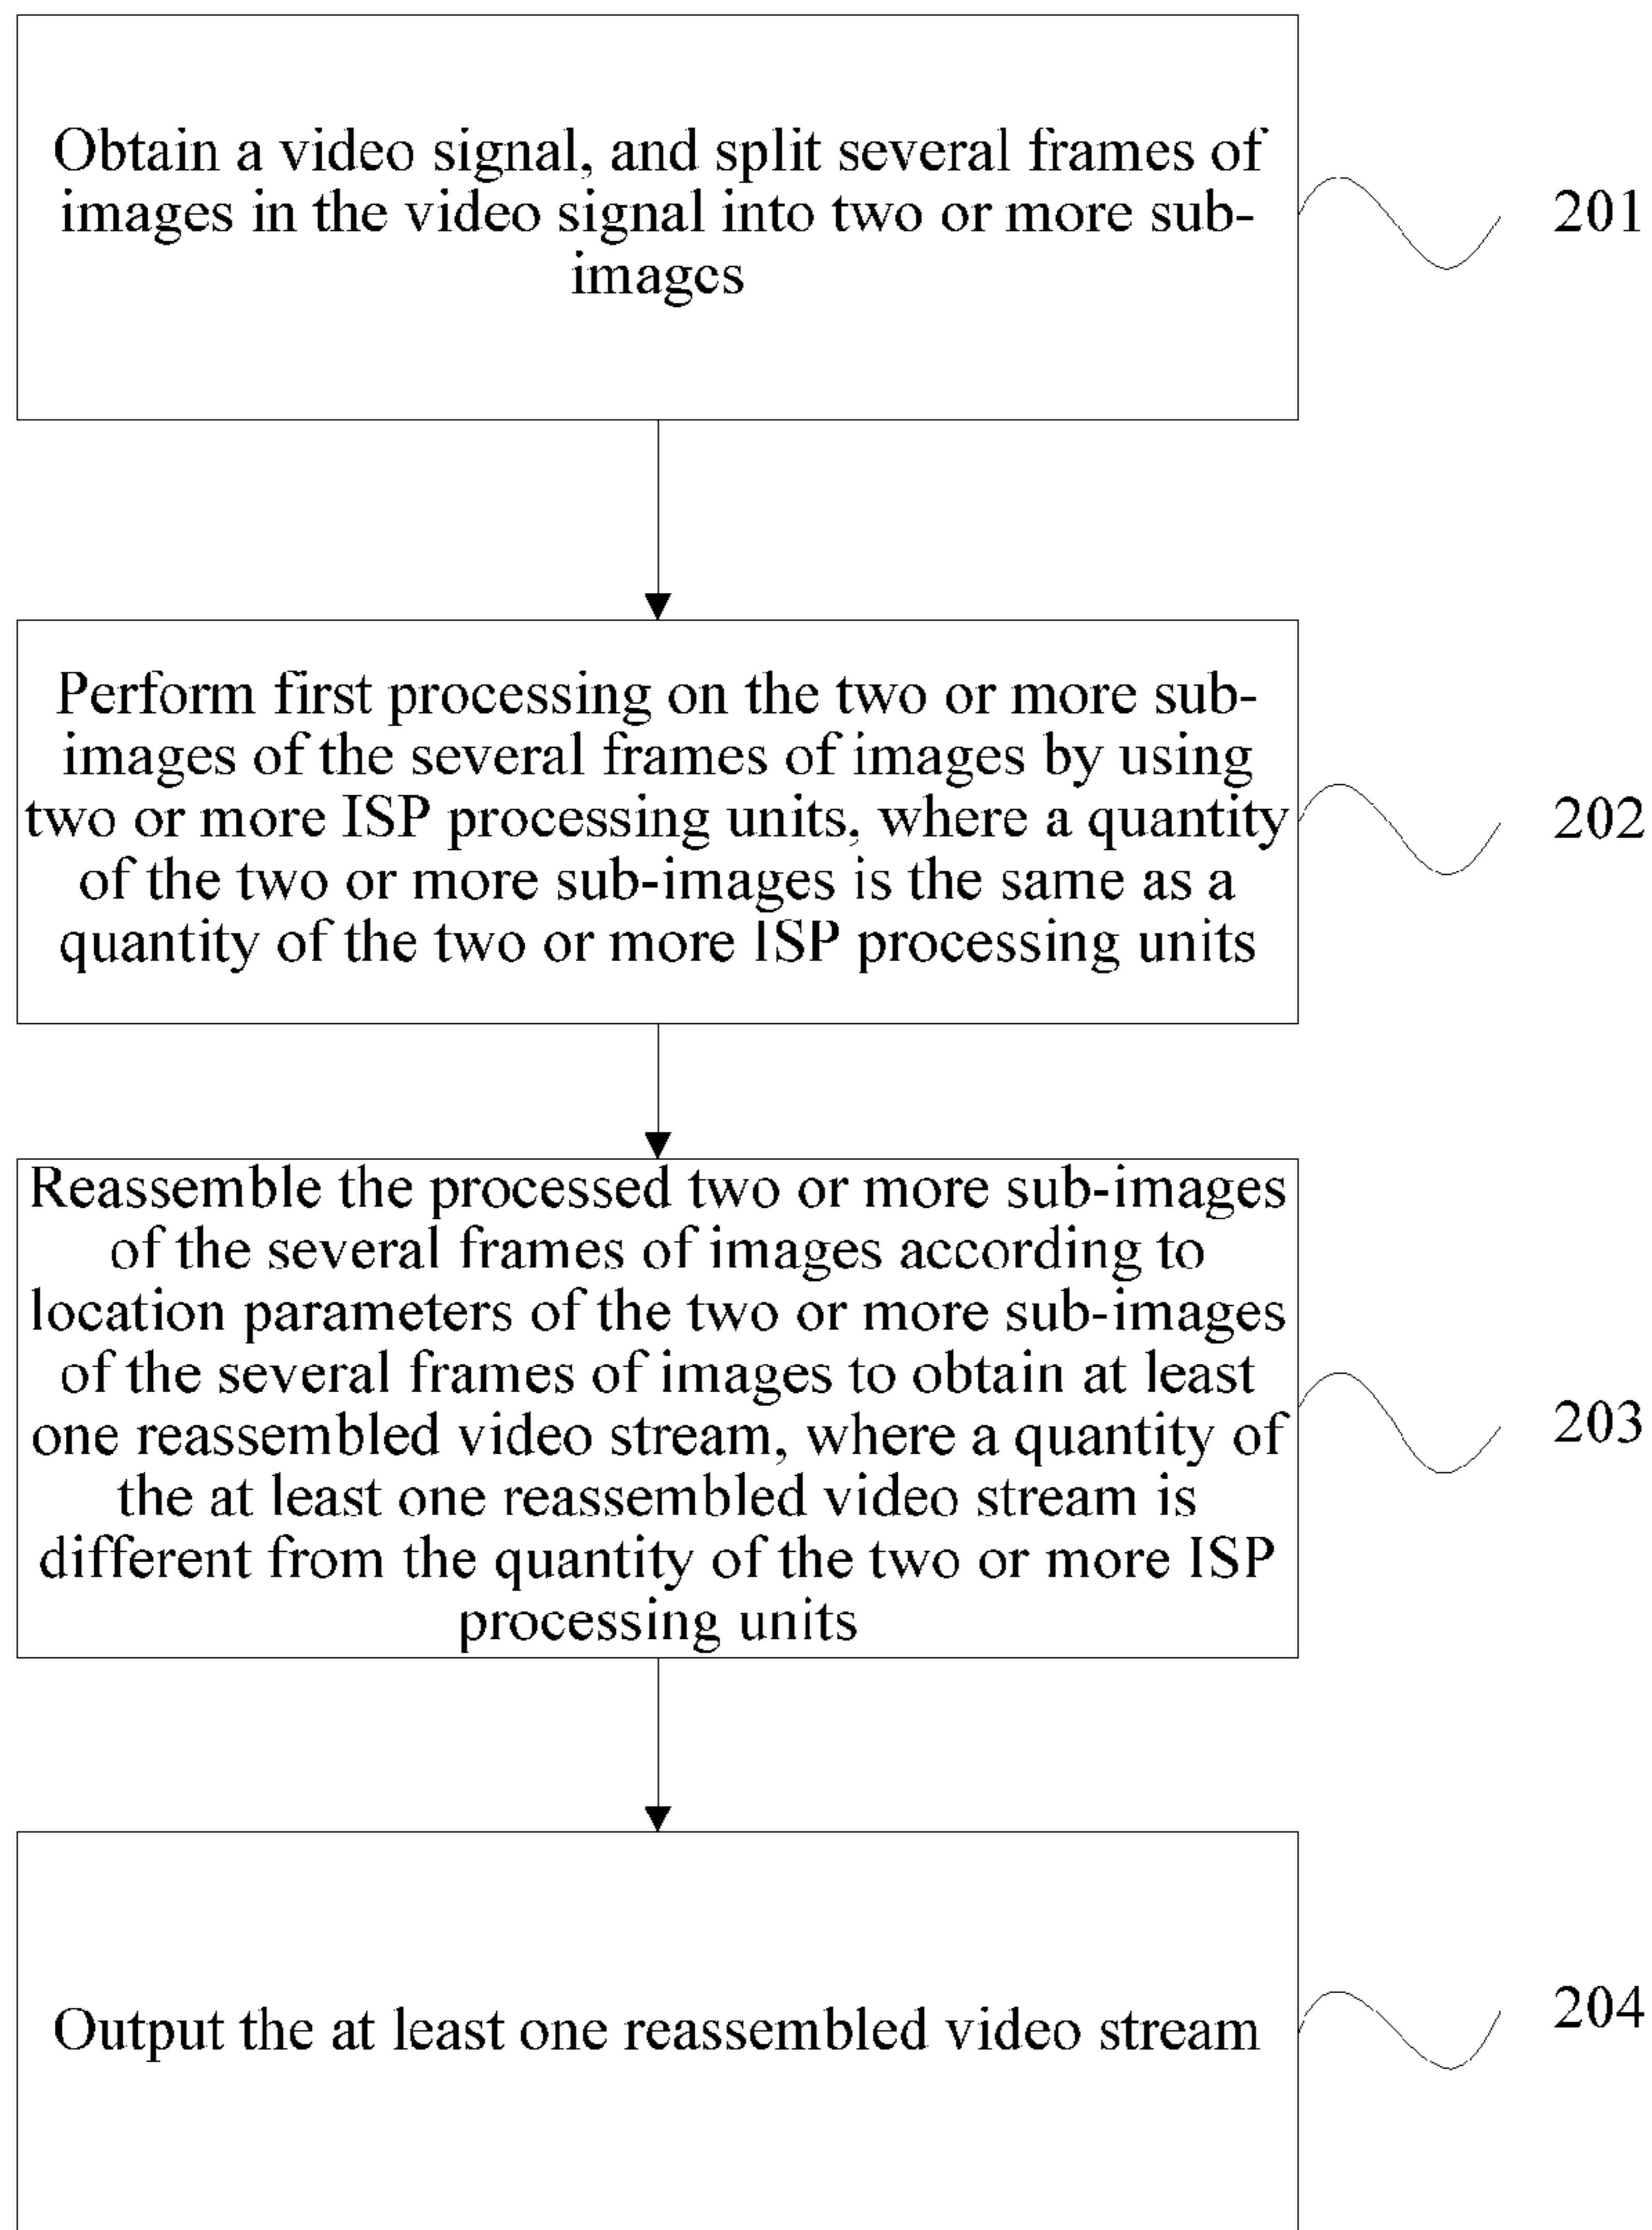 Obtain a video signal, and split several frames of
images in the video signal into two or more sub-
images
201
Perform first processing on the two or more sub-
images of the several frames of images by using
two or more ISP processing units, where a quantity
of the two or more sub-images is the same as a
quantity of the two or more ISP processing units
202
Reassemble the processed two or more sub-images
of the several frames of images according to
location parameters of the two or more sub-images
of the several frames of images to obtain at least
one reassembled video stream, where a quantity of
the at least one reassembled video stream is
different from the quantity of the two or more ISP
processing units
203
Output the at least one reassembled video stream
204